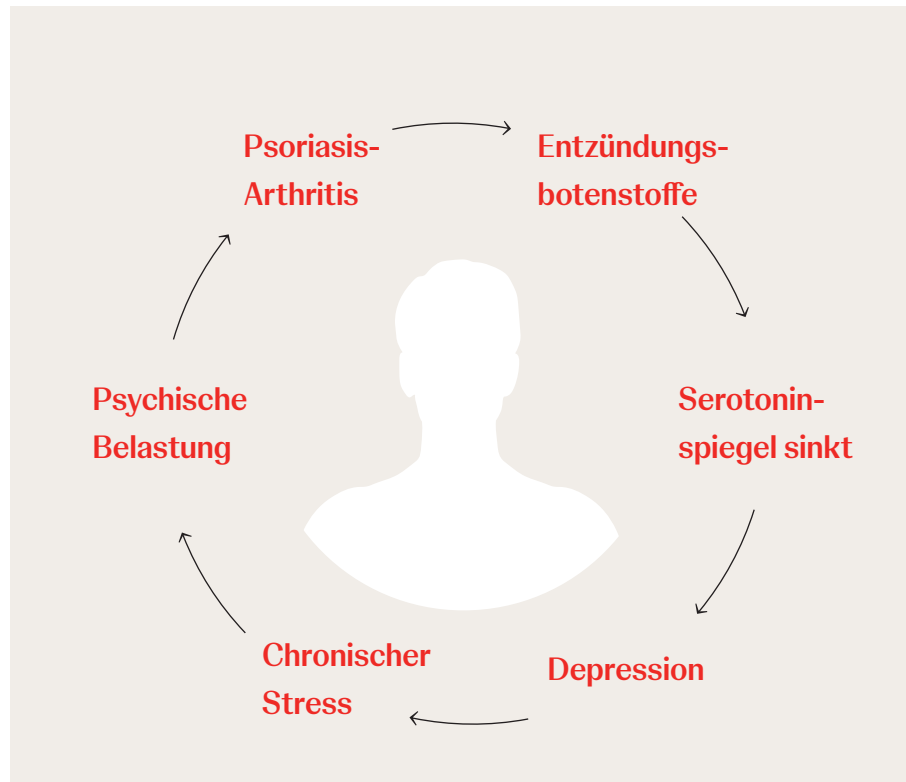 Psoriasis-
Arthritis
Entzündungs-
botenstoffe
Serotonin-
spiegel sinkt
Depression
Chronischer
Stress
Psychische
Belastung